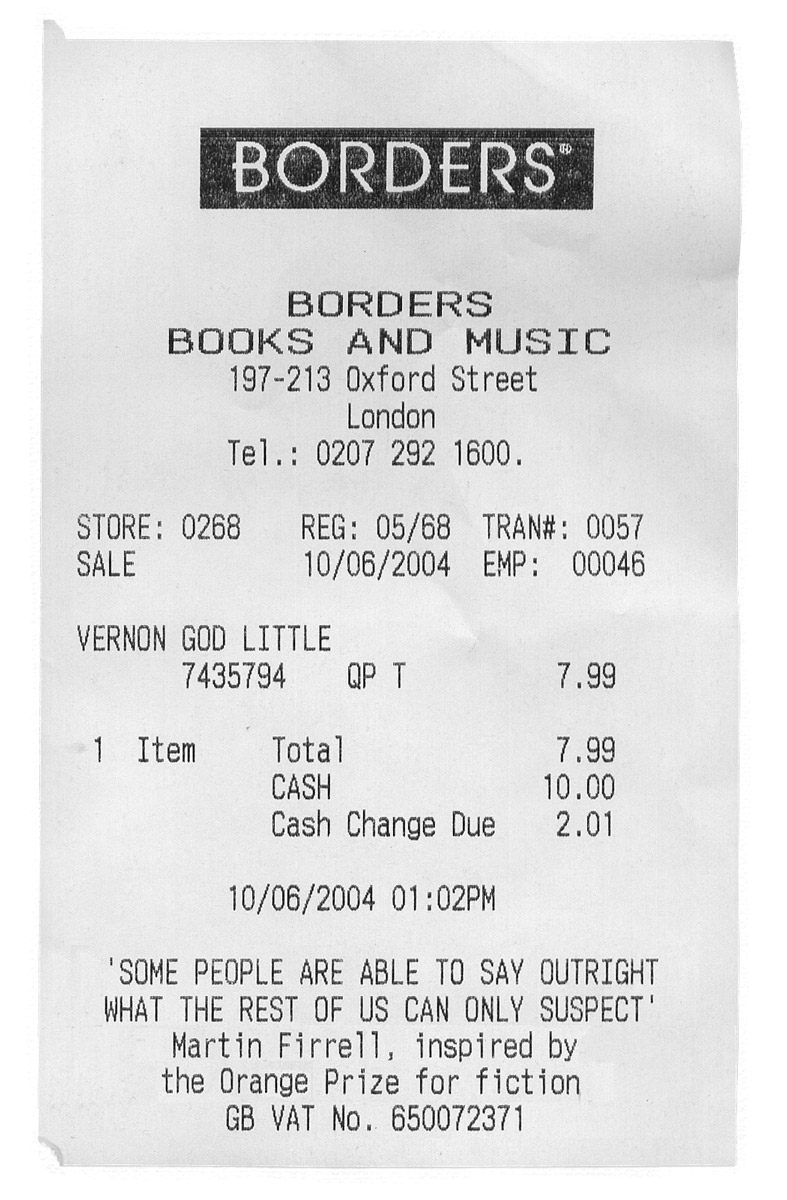 BORDERS®
BORDERS
BOOKS AND MUSIC
197-213 Oxford Street
London
Tel.: 0207 292 1600.
STORE: 0268 REG: 05/68 TRAN#: 0057
SALE 10/06/2004 EMP: 00046
VERNON GOD LITTLE
7435794 QP T 7.99
1 Item Total 7.99
CASH 10.00
Cash Change Due 2.01
10/06/2004 01:02PM
'SOME PEOPLE ARE ABLE TO SAY OUTRIGHT
WHAT THE REST OF US CAN ONLY SUSPECT'
Martin Firrell, inspired by
the Orange Prize for fiction
GB VAT No. 650072371